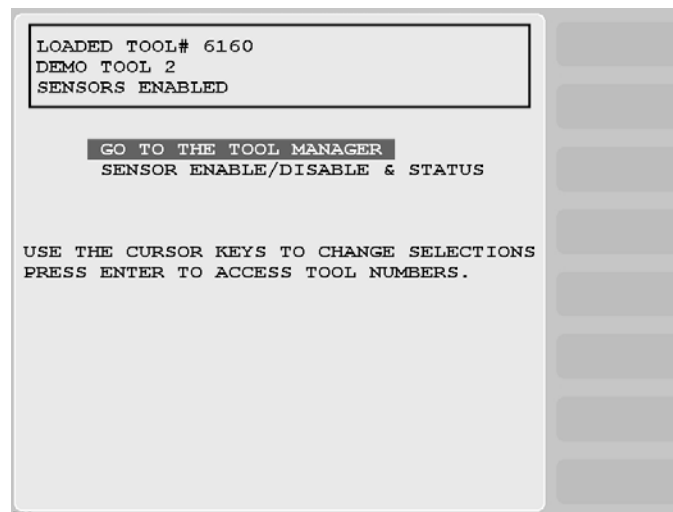 LOADED TOOL# 6160
DEMO TOOL 2
SENSORS ENABLED
GO TO THE TOOL MANAGER
SENSOR ENABLE/DISABLE & STATUS
USE THE CURSOR KEYS TO CHANGE SELECTIONS
PRESS ENTER TO ACCESS TOOL NUMBERS.